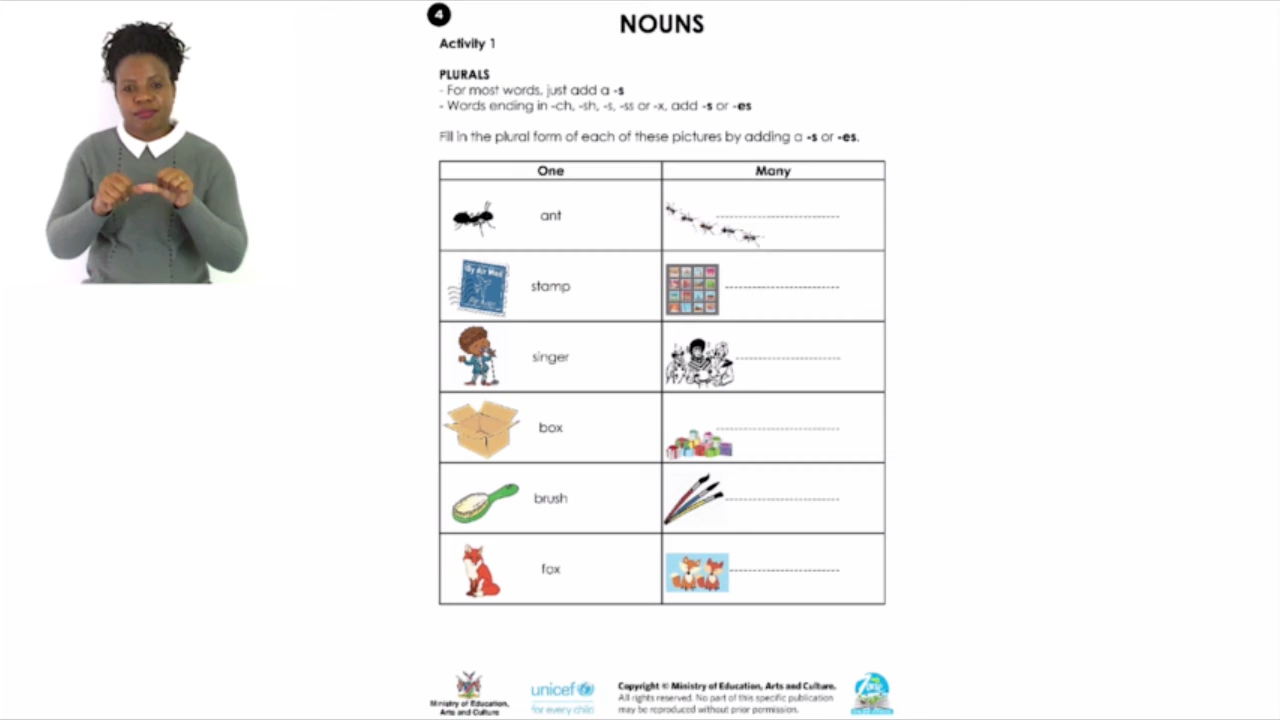 4
NOUNS
Activity 1
PLURALS
- For most words, just add a -s
- Words ending in -ch, -sh, -s, -ss or -x, add -s or -es
Fill in the plural form of each of these pictures by adding a -s or -es.
One Many
ant
By Air Mail
stamp
singer
box
brush
fox
Ministry of Education,
Arts and Culture
unicef
for every child
Copyright © Ministry of Education, Arts and Culture.
All rights reserved. No part of this specific publication
may be reproduced without prior permission.